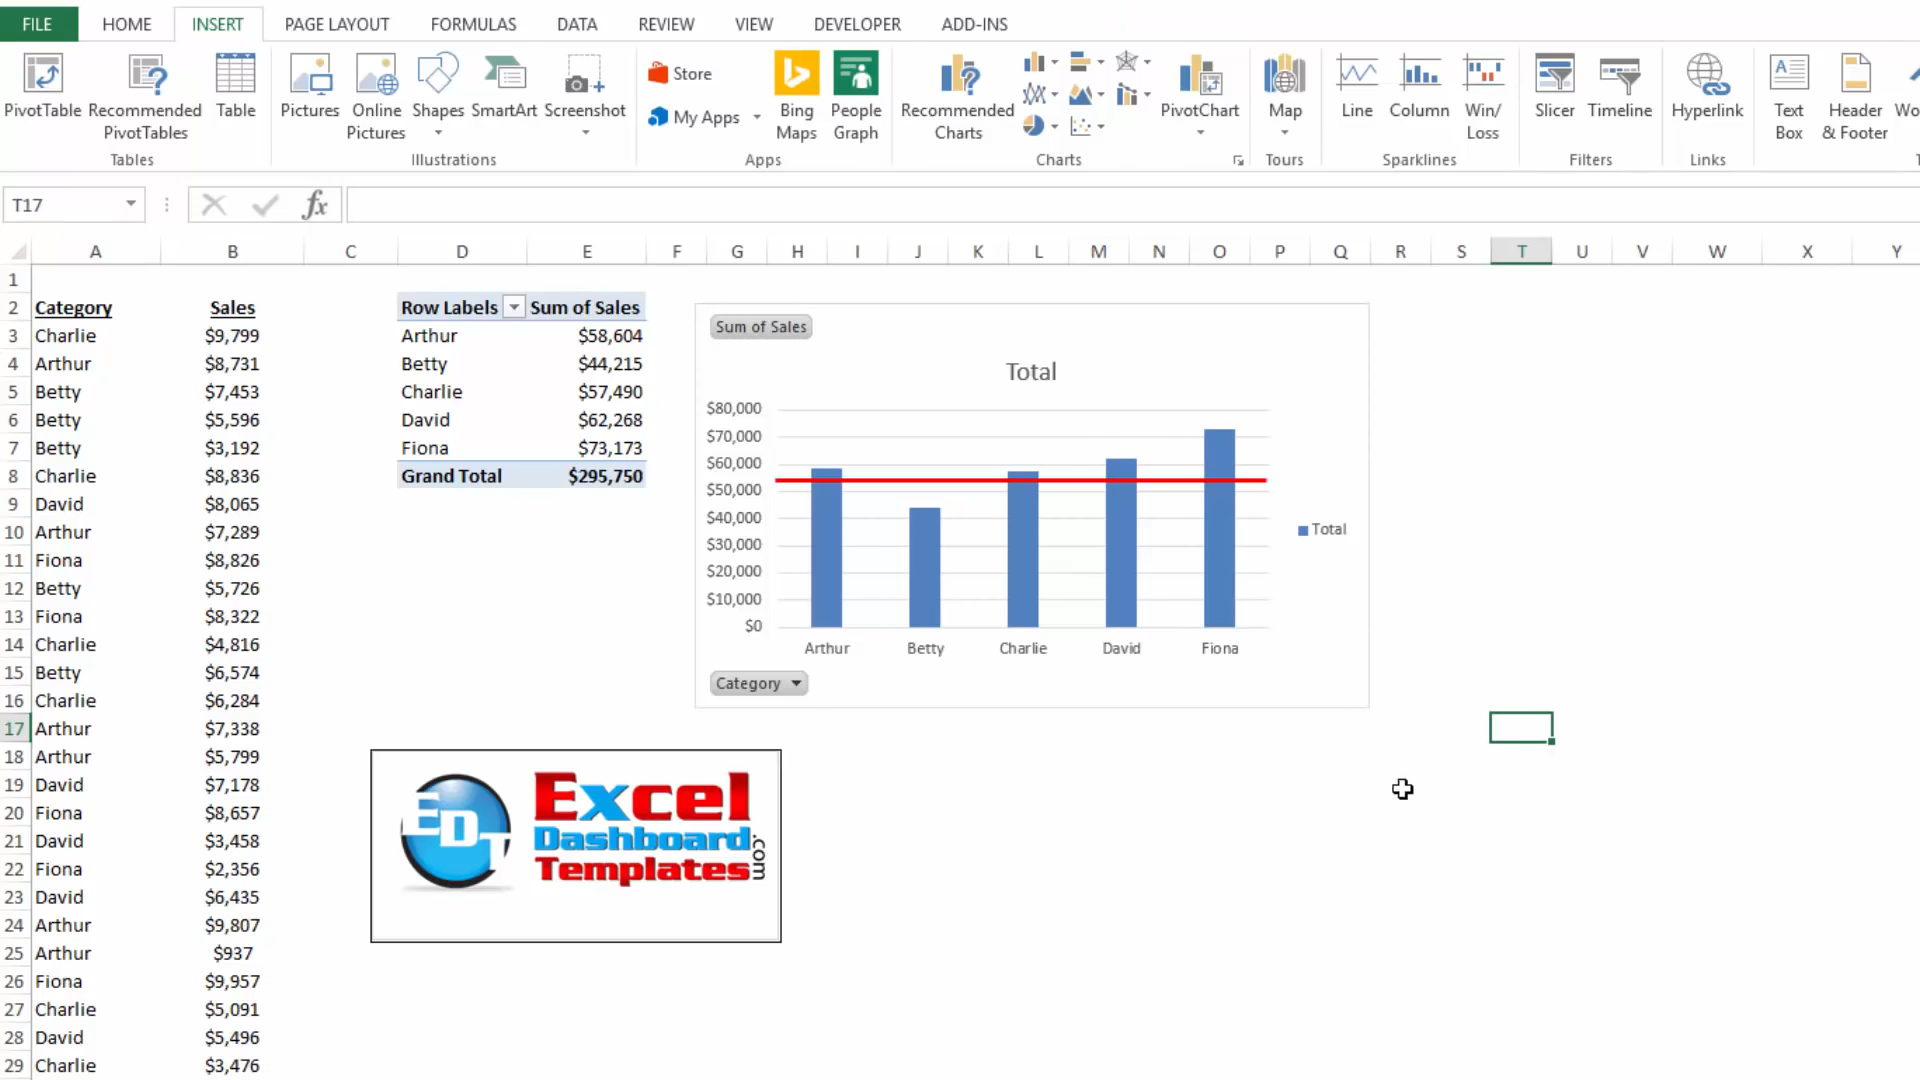 FILE HOME INSERT PAGE LAYOUT FORMULAS DATA REVIEW VIEW DEVELOPER ADD-INS
PivotTable Recommended PivotTables Table
Tables
Pictures Online Pictures Shapes SmartArt Screenshot
Illustrations
Store
My Apps
Bing Maps People Graph
Apps
Recommended Charts PivotChart
Charts
Map
Tours
Line Column Win/Loss
Sparklines
Slicer Timeline
Filters
Hyperlink
Links
Text Box Header & Footer
T17 fx
A B C D E F G H I J K L M N O P Q R S T U V W X Y
1
2 Category Sales Row Labels Sum of Sales
3 Charlie $9,799 Arthur $58,604
4 Arthur $8,731 Betty $44,215
5 Betty $7,453 Charlie $57,490
6 Betty $5,596 David $62,268
7 Betty $3,192 Fiona $73,173
8 Charlie $8,836 Grand Total $295,750
9 David $8,065
10 Arthur $7,289
11 Fiona $8,826
12 Betty $5,726
13 Fiona $8,322
14 Charlie $4,816
15 Betty $6,574
16 Charlie $6,284
17 Arthur $7,338
18 Arthur $5,799
19 David $7,178
20 Fiona $8,657
21 David $3,458
22 Fiona $2,356
23 David $6,435
24 Arthur $9,807
25 Arthur $937
26 Fiona $9,957
27 Charlie $5,091
28 David $5,496
29 Charlie $3,476
Sum of Sales
Total
$80,000
$70,000
$60,000
$50,000
$40,000
$30,000
$20,000
$10,000
$0
Arthur Betty Charlie David Fiona
Total
Category
EDT
Excel
Dashboard
Templates
.com